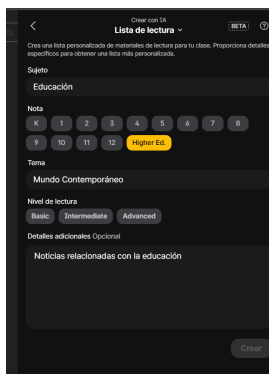 Crear con IA
Lista de lectura
BETA
Crea una lista personalizada de materiales de lectura para tu clase. Proporciona detalles
específicos para obtener una lista más personalizada.
Sujeto
Educación
Nota
K 1 2 3 4 5 6 7 8
9 10 11 12 Higher Ed.
Tema
Mundo Contemporáneo
Nivel de lectura
Basic Intermediate Advanced
Detalles adicionales Opcional
Noticias relacionadas con la educación
Crear